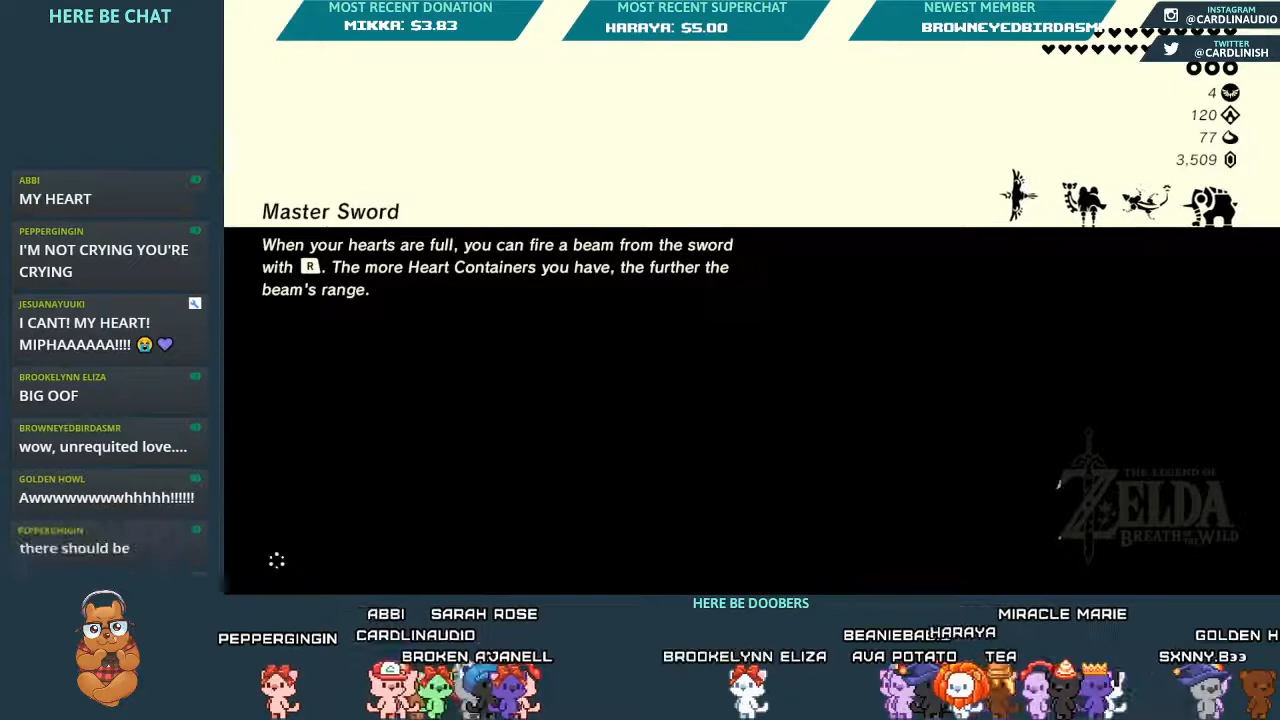 HERE BE CHAT
MOST RECENT DONATION
MIKKA: $3.83
MOST RECENT SUPERCHAT
HARAYA: $5.00
NEWEST MEMBER
INSTAGRAM
@CARDLINAUDIO
TWITTER
@CARDLINISH
4
120
77
3,509
Master Sword
When your hearts are full, you can fire a beam from the sword
with R. The more Heart Containers you have, the further the
beam's range.
ABBI
MY HEART
PEPPERGINGIN
I'M NOT CRYING YOU'RE
CRYING
JESUANAYUUKI
I CANT! MY HEART!
MIPHAAAAAA!!!! 😭 💜
BROOKELYNN ELIZA
BIG OOF
BROWNEYEDBIRDASMR
wow, unrequited love....
GOLDEN HOWL
Awwwwwwwwhhhhh!!!!!!
PEPPERGINGIN
there should be
THE LEGEND OF
ZELDA
BREATH OF THE WILD
HERE BE DOOBERS
PEPPERGINGIN
ABBI
SARAH ROSE
CARDLINAUDIO
BROKEN A'JANELL
BROOKELYNN ELIZA
MIRACLE MARIE
HARAYA
AVA POTATO
TEA
GOLDEN H
SXNNY.B33